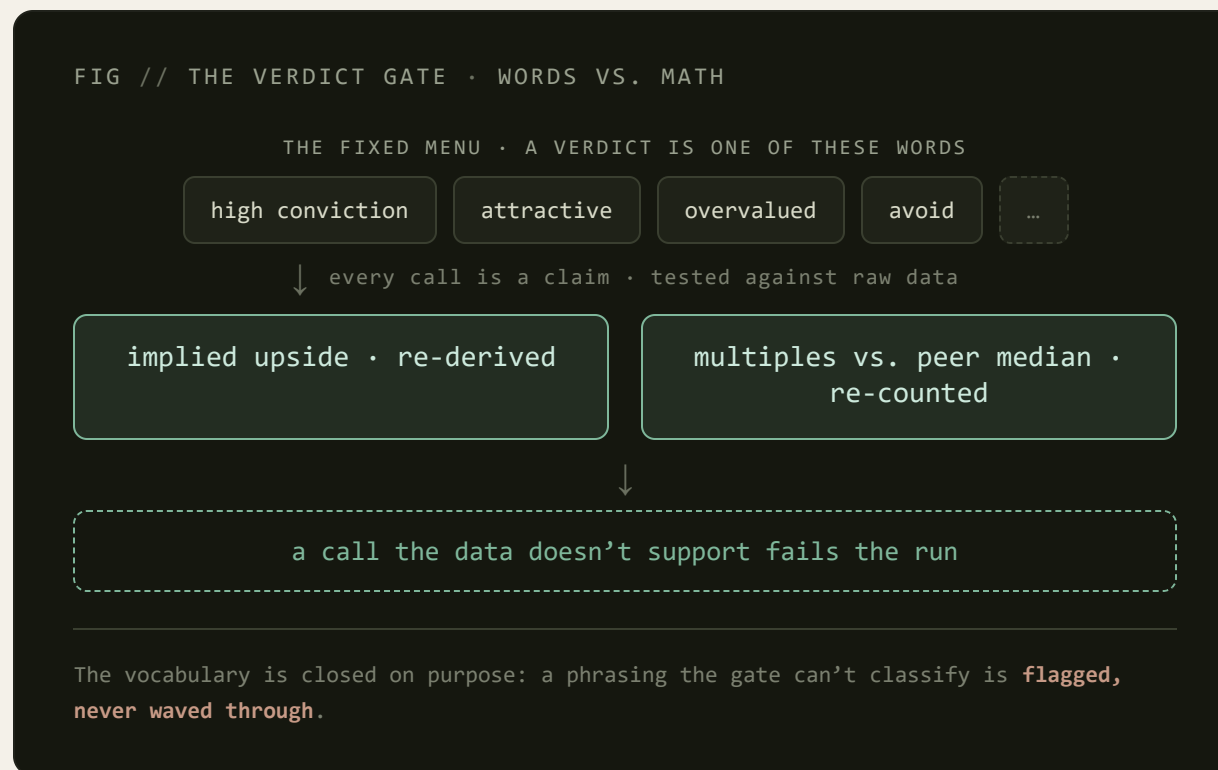 FIG // THE VERDICT GATE · WORDS VS. MATH
THE FIXED MENU · A VERDICT IS ONE OF THESE WORDS
high conviction
attractive
overvalued
avoid
…
↓ every call is a claim · tested against raw data
implied upside · re-derived
multiples vs. peer median ·
re-counted
↓
a call the data doesn’t support fails the run
The vocabulary is closed on purpose: a phrasing the gate can’t classify is flagged,
never waved through.